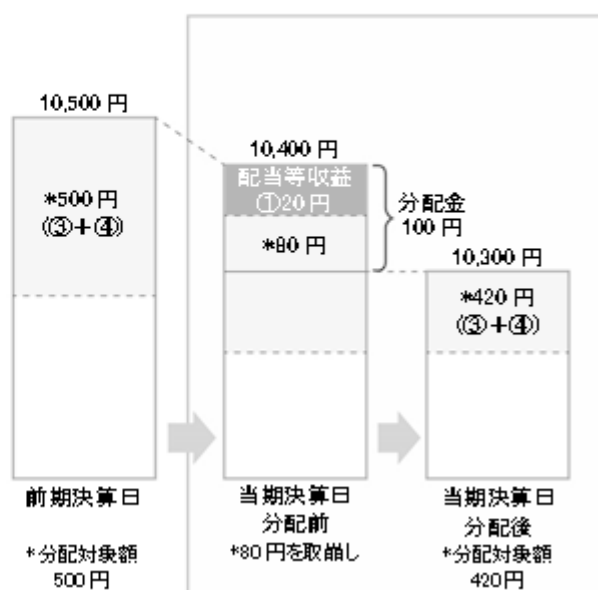 10,500 円
*500 円
(③+④)
前期決算日
*分配対象額
500 円
10,400 円
配当等収益
①20 円
*80 円
分配金
100 円
当期決算日
分配前
*80 円を取崩し
10,300 円
*420 円
(③+④)
当期決算日
分配後
*分配対象額
420円